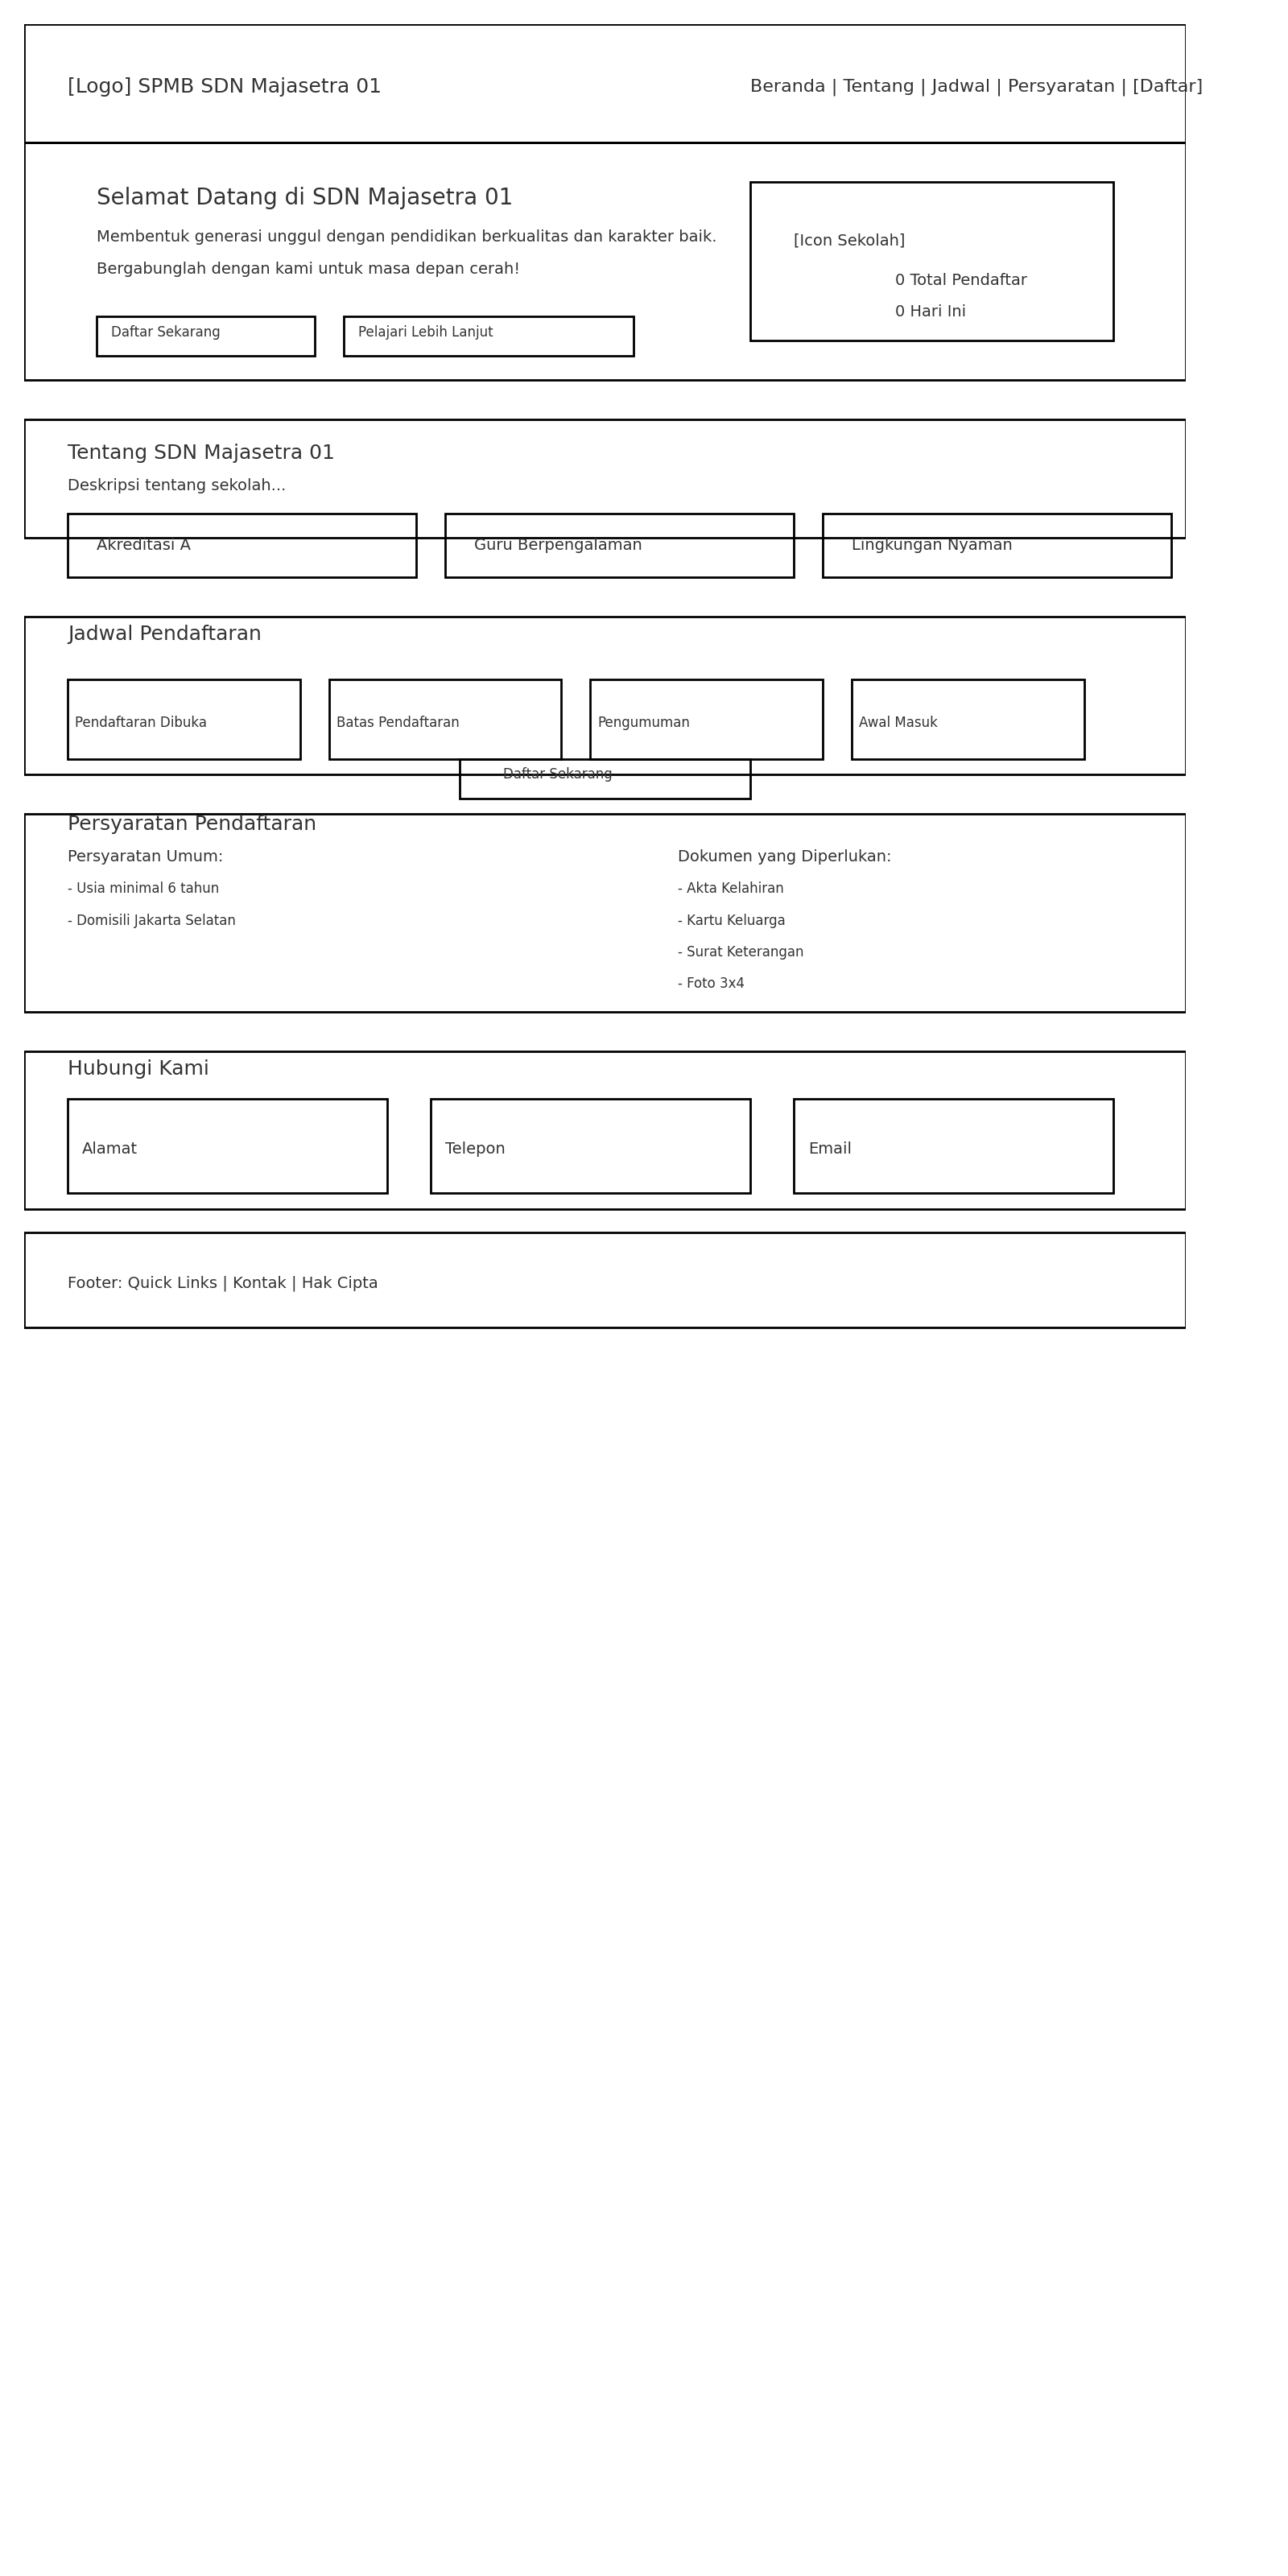 [Logo] SPMB SDN Majasetra 01
Beranda | Tentang | Jadwal | Persyaratan | [Daftar]
Selamat Datang di SDN Majasetra 01
Membentuk generasi unggul dengan pendidikan berkualitas dan karakter baik.
Bergabunglah dengan kami untuk masa depan cerah!
Daftar Sekarang
Pelajari Lebih Lanjut
[Icon Sekolah]
0 Total Pendaftar
0 Hari Ini
Tentang SDN Majasetra 01
Deskripsi tentang sekolah...
Akreditasi A
Guru Berpengalaman
Lingkungan Nyaman
Jadwal Pendaftaran
Pendaftaran Dibuka
Batas Pendaftaran
Pengumuman
Awal Masuk
Daftar Sekarang
Persyaratan Pendaftaran
Persyaratan Umum:
- Usia minimal 6 tahun
- Domisili Jakarta Selatan
Dokumen yang Diperlukan:
- Akta Kelahiran
- Kartu Keluarga
- Surat Keterangan
- Foto 3x4
Hubungi Kami
Alamat
Telepon
Email
Footer: Quick Links | Kontak | Hak Cipta